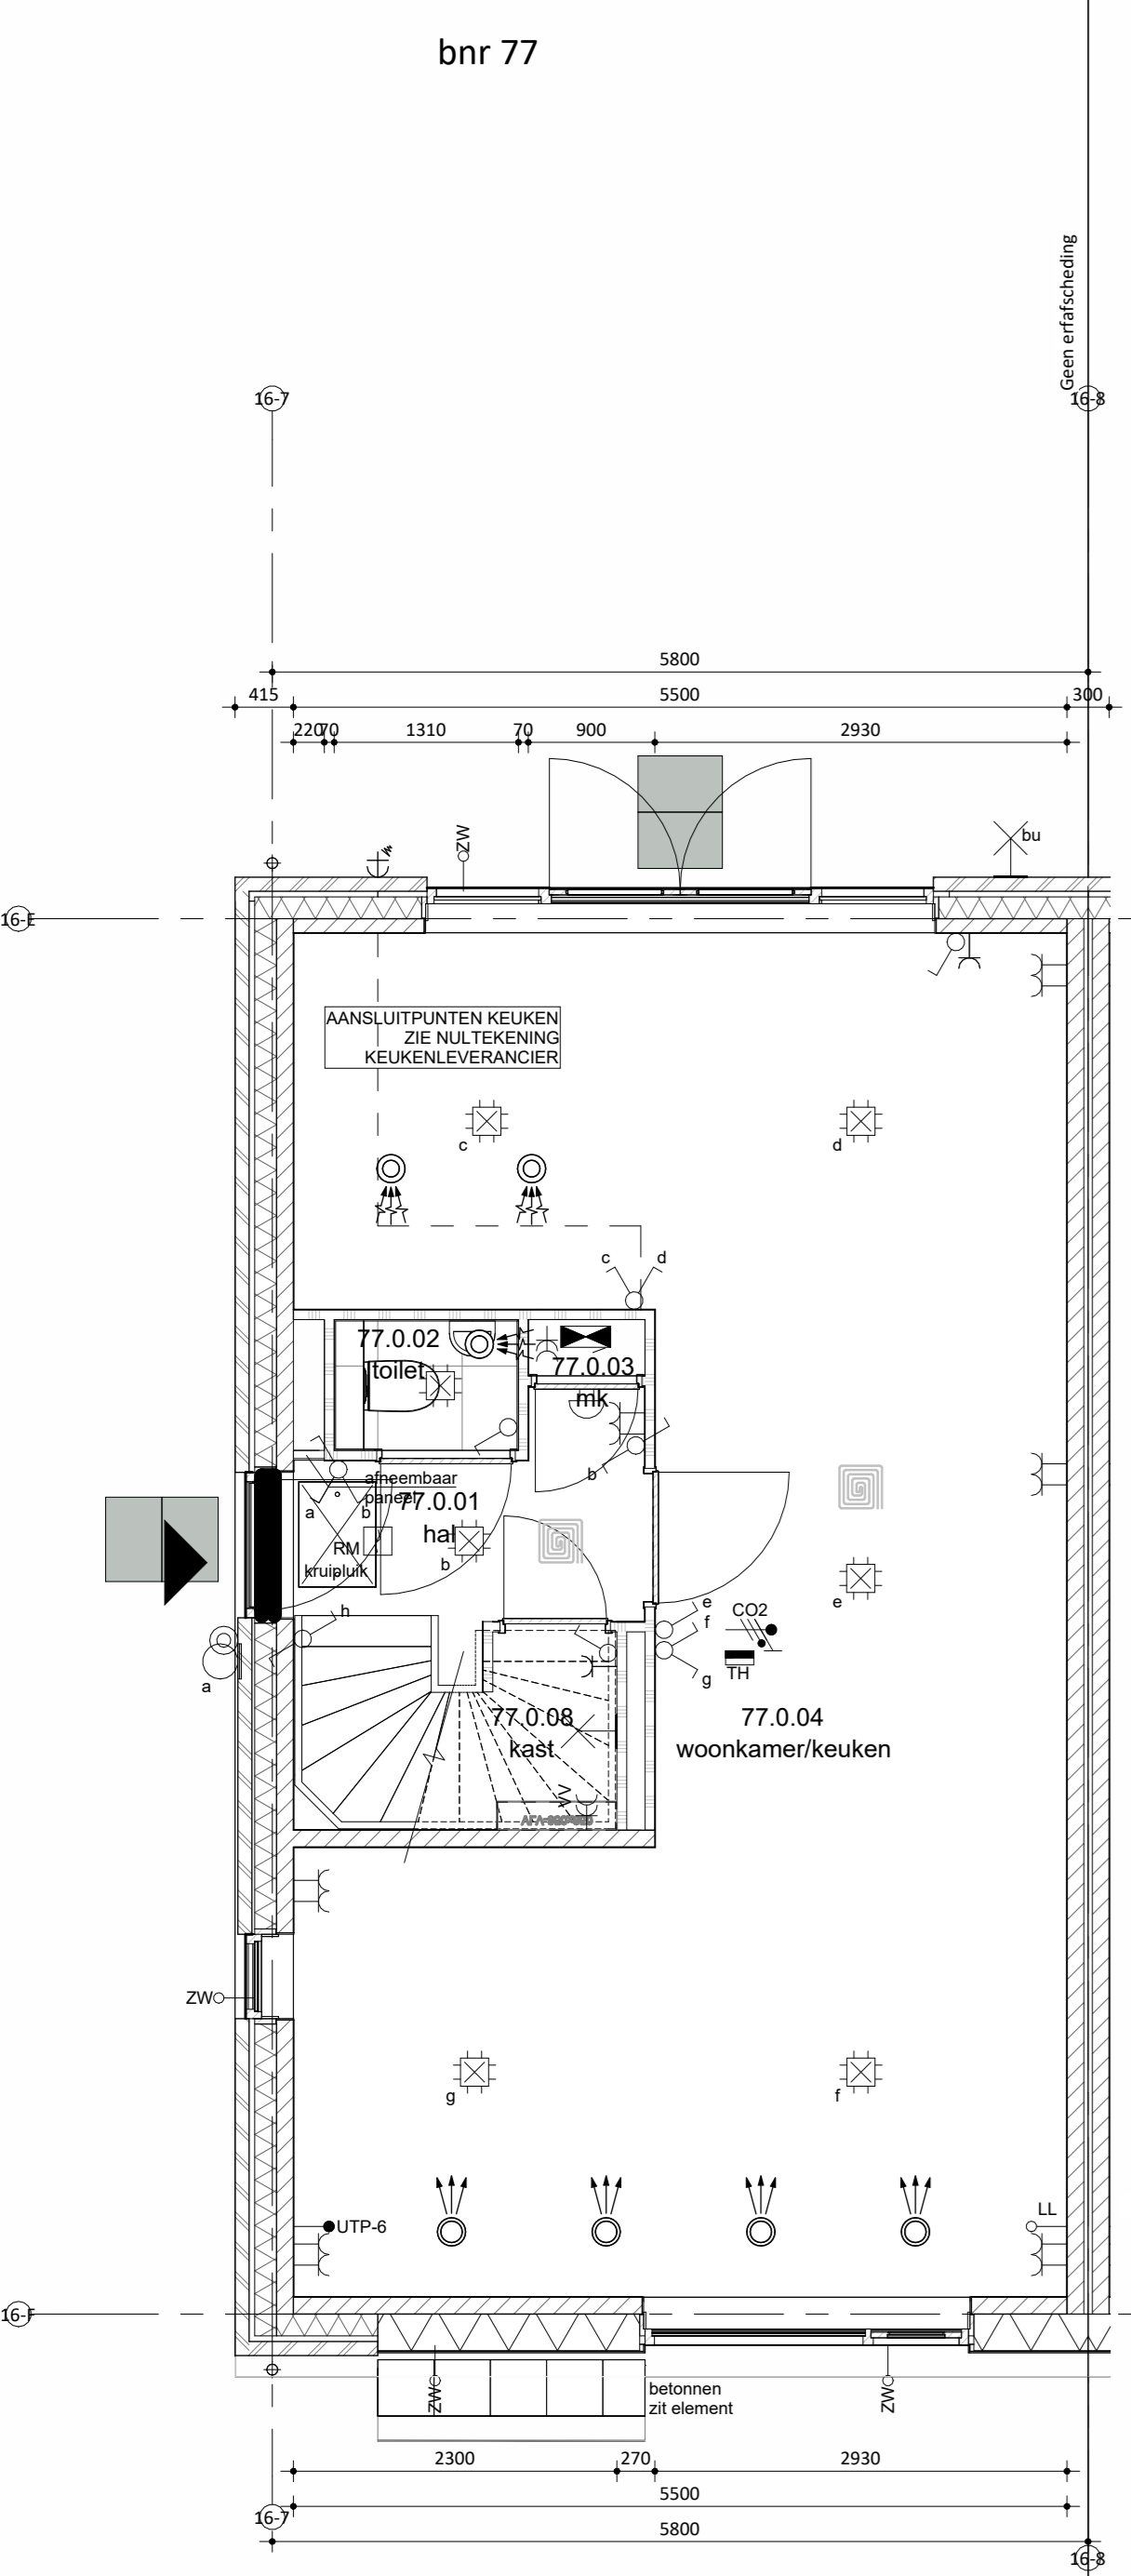 bnr 77
Geen erfafscheding
16-7
16-8
5800
415
5500
300
220
70
1310
70
900
2930
ZW
bu
16-E
AANSLUITPUNTEN KEUKEN
ZIE NULTEKENING
KEUKENLEVERANCIER
c
d
c
d
77.0.02
toilet
77.0.03
mk
b
afneembaar
paneel
77.0.01
hal
a
b
RM
kruipluik
b
h
a
e
e
f
g
CO2
TH
77.0.08
kast
77.0.04
woonkamer/keuken
VV
ZW
g
f
UTP-6
LL
16-F
ZW
betonnen
zit element
ZW
2300
270
2930
5500
16-7
5800
16-8